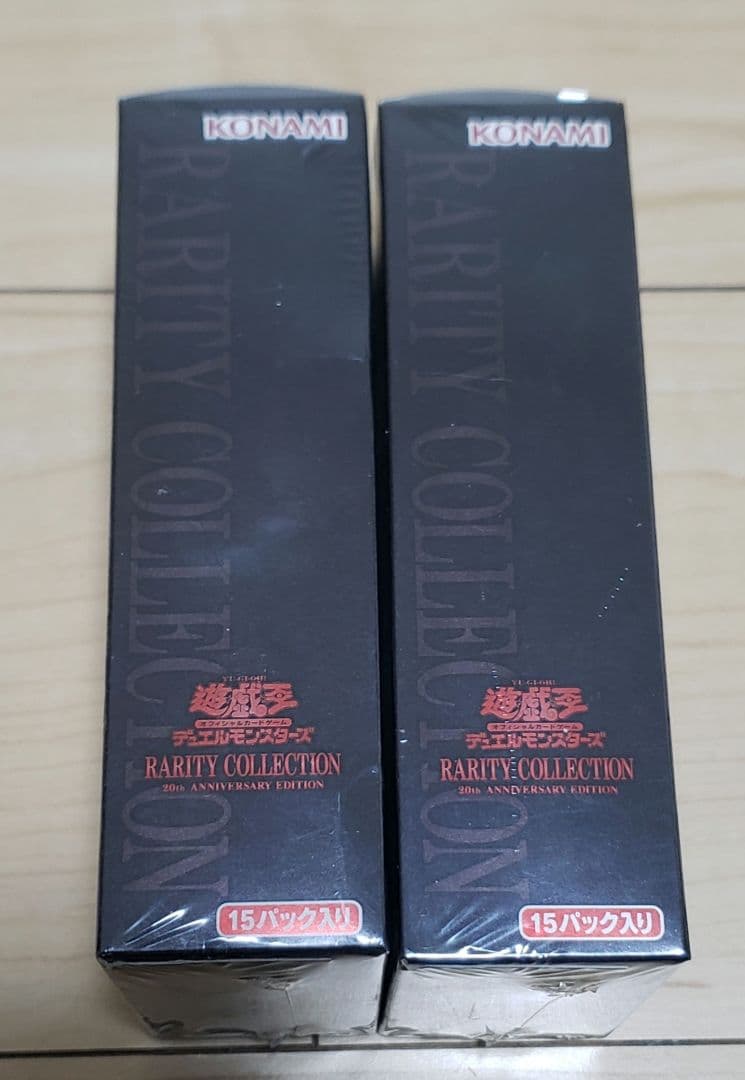 KONAMI
RARITY COLLECTION
YU-GI-OH!
遊戯王
オフィシャルカードゲーム
デュエルモンスターズ
RARITY COLLECTION
20th ANNIVERSARY EDITION
15パック入り
KONAMI
RARITY COLLECTION
YU-GI-OH!
遊戯王
オフィシャルカードゲーム
デュエルモンスターズ
RARITY COLLECTION
20th ANNIVERSARY EDITION
15パック入り